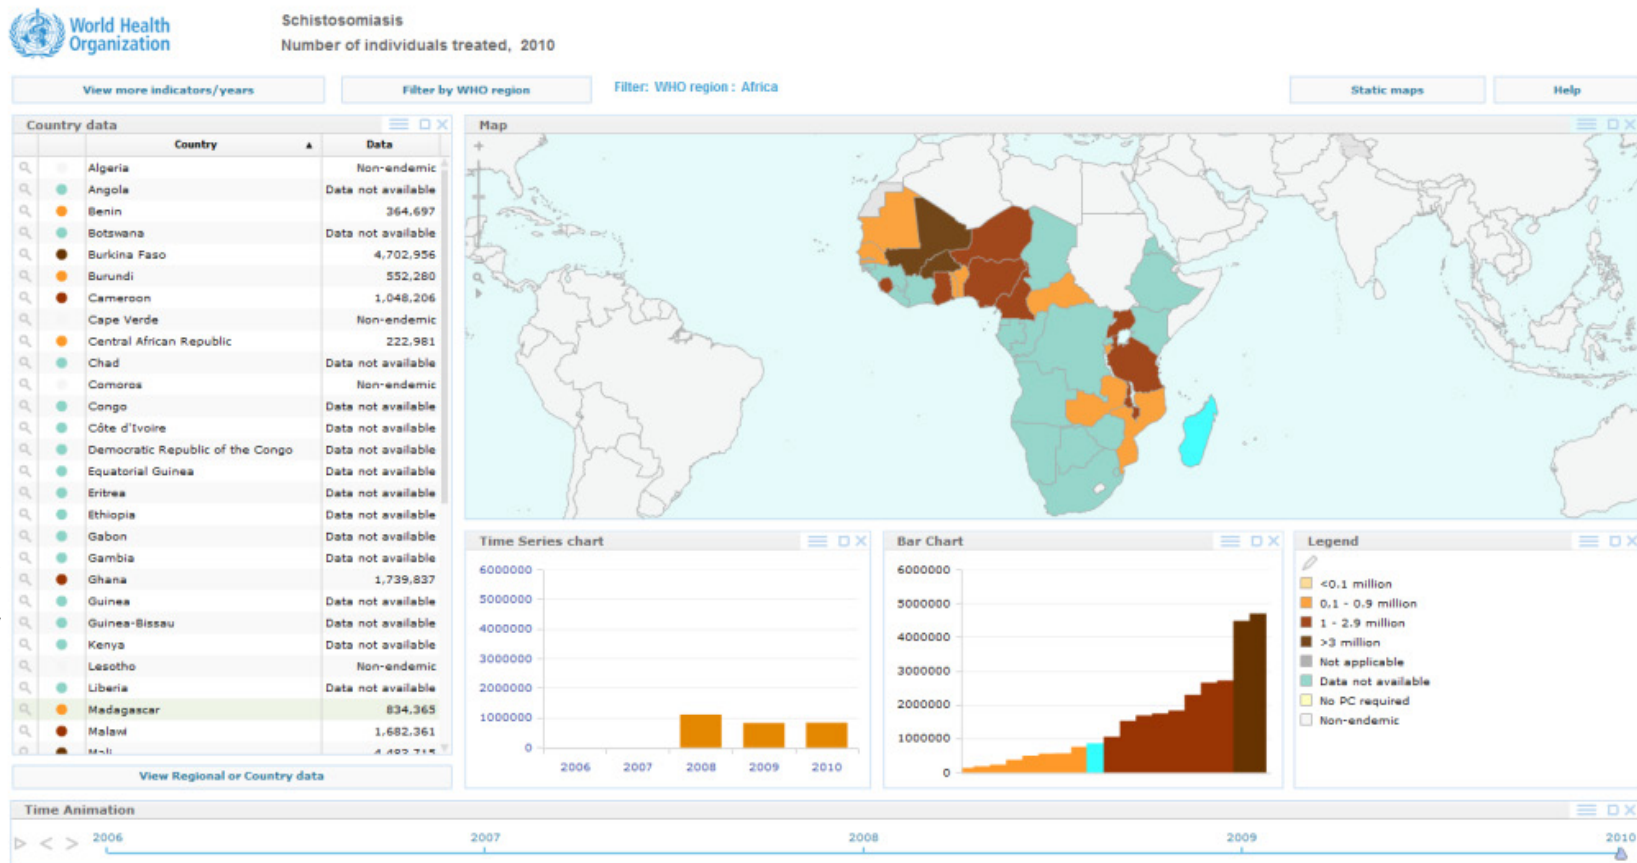 World Health
Organization
Schistosomiasis
Number of individuals treated, 2010
View more indicators/years
Filter by WHO region
Filter: WHO region : Africa
Static maps
Help
Country data
Country Data
Algeria Non-endemic
Angola Data not available
Benin 364,697
Botswana Data not available
Burkina Faso 4,702,956
Burundi 552,280
Cameroon 1,048,206
Cape Verde Non-endemic
Central African Republic 222,981
Chad Data not available
Comoros Non-endemic
Congo Data not available
Côte d'Ivoire Data not available
Democratic Republic of the Congo Data not available
Equatorial Guinea Data not available
Eritrea Data not available
Ethiopia Data not available
Gabon Data not available
Gambia Data not available
Ghana 1,739,837
Guinea Data not available
Guinea-Bissau Data not available
Kenya Data not available
Lesotho Non-endemic
Liberia Data not available
Madagascar 834,365
Malawi 1,682,361
Mali 4,482,715
View Regional or Country data
Map
Time Series chart
6000000
5000000
4000000
3000000
2000000
1000000
0
2006 2007 2008 2009 2010
Bar Chart
6000000
5000000
4000000
3000000
2000000
1000000
0
Legend
<0.1 million
0.1 - 0.9 million
1 - 2.9 million
>3 million
Not applicable
Data not available
No PC required
Non-endemic
Time Animation
2006 2007 2008 2009 2010